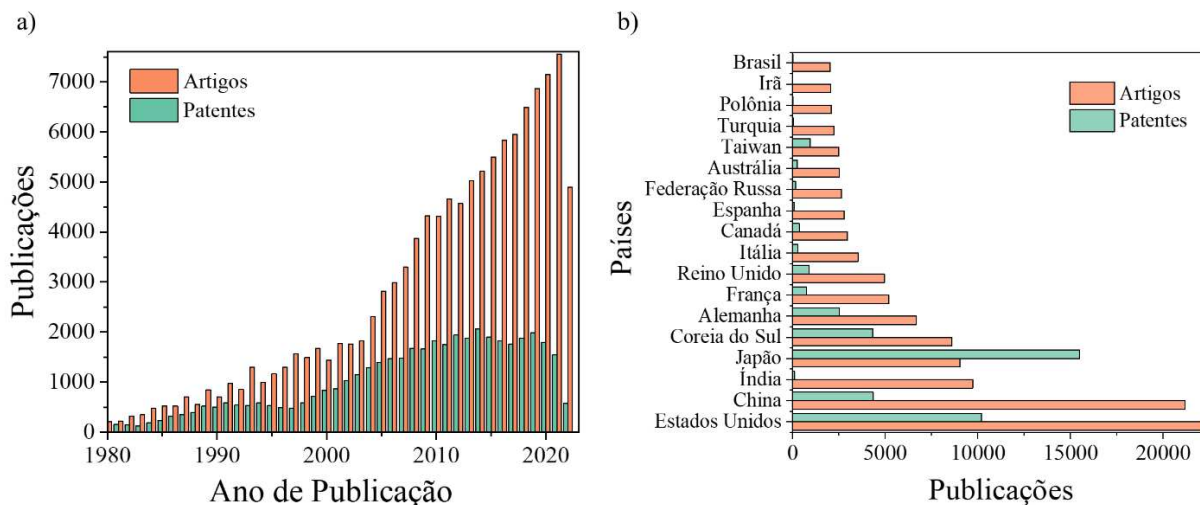 a)
Artigos
Patentes
Publicações
7000
6000
5000
4000
3000
2000
1000
0
1980
1990
2000
2010
2020
Ano de Publicação
b)
Artigos
Patentes
Países
Brasil
Irã
Polônia
Turquia
Taiwan
Austrália
Federação Russa
Espanha
Canadá
Itália
Reino Unido
França
Alemanha
Coreia do Sul
Japão
Índia
China
Estados Unidos
0
5000
10000
15000
20000
Publicações